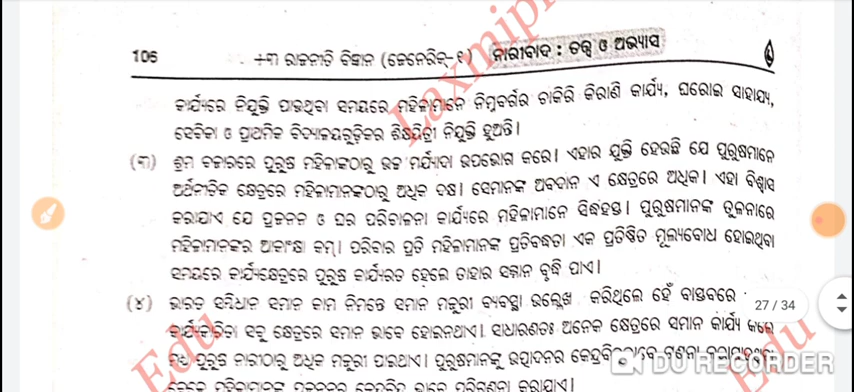 106 +୩ ରାଜନୀତି ବିଜ୍ଞାନ (ଜେନେରିକ୍-୧) ନାରୀବାଦ : ତତ୍ତ୍ୱ ଓ ଅଭ୍ୟାସ
କାର୍ଯ୍ୟରେ ନିଯୁକ୍ତି ପାଉଥିବା ସମୟରେ ମହିଳାମାନେ ନିମ୍ନବର୍ଗର ଚାକିରି କିରାଣି କାର୍ଯ୍ୟ, ଘରୋଇ ସାହାଯ୍ୟ,
ସେବିକା ଓ ପ୍ରାଥମିକ ବିଦ୍ୟାଳୟଗୁଡ଼ିକର ଶିକ୍ଷୟିତ୍ରୀ ନିଯୁକ୍ତି ହୁଅନ୍ତି।
(୩) ଶ୍ରମ ବଜାରରେ ପୁରୁଷ ମହିଳାଙ୍କଠାରୁ ଉଚ୍ଚ ମର୍ଯ୍ୟାଦା ଉପଭୋଗ କରେ। ଏହାର ଯୁକ୍ତି ହେଉଛି ଯେ ପୁରୁଷମାନେ
ଅର୍ଥନୀତିକ କ୍ଷେତ୍ରରେ ମହିଳାମାନଙ୍କଠାରୁ ଅଧିକ ଦକ୍ଷ। ସେମାନଙ୍କ ଅବଦାନ ଏ କ୍ଷେତ୍ରରେ ଅଧିକ। ଏହା ବିଶ୍ୱାସ
କରାଯାଏ ଯେ ପ୍ରଜନନ ଓ ଘର ପରିଚାଳନା କାର୍ଯ୍ୟରେ ମହିଳାମାନେ ସିଦ୍ଧହସ୍ତ। ପୁରୁଷମାନଙ୍କ ତୁଳନାରେ
ମହିଳାମାନଙ୍କର ଆକାଂକ୍ଷା କମ୍। ପରିବାର ପ୍ରତି ମହିଳାମାନଙ୍କ ପ୍ରତିବଦ୍ଧତା ଏକ ପ୍ରତିଷ୍ଠିତ ମୂଲ୍ୟବୋଧ ହୋଇଥିବା
ସମୟରେ କାର୍ଯ୍ୟକ୍ଷେତ୍ରରେ ପୁରୁଷ କାର୍ଯ୍ୟରତ ହେଲେ ତାହାର ସମ୍ମାନ ବୃଦ୍ଧି ପାଏ।
(୪) ଭାରତ ସମ୍ବିଧାନ ସମାନ କାମ ନିମନ୍ତେ ସମାନ ମଜୁରୀ ବ୍ୟବସ୍ଥା ଉଲ୍ଲେଖ କରିଥିଲେ ହେଁ ବାସ୍ତବରେ 27 / 34
କାର୍ଯ୍ୟକାରିତା ସବୁ କ୍ଷେତ୍ରରେ ସମାନ ଭାବେ ହୋଇନଥାଏ। ସାଧାରଣତଃ ଅନେକ କ୍ଷେତ୍ରରେ ସମାନ କାର୍ଯ୍ୟ କଲେ
ମଧ୍ୟ ପୁରୁଷ ନାରୀଠାରୁ ଅଧିକ ମଜୁରୀ ପାଇଥାଏ। ପୁରୁଷମାନଙ୍କୁ ଉତ୍ପାଦନର
DU RECORDER
Laxmip
Edu
Edu